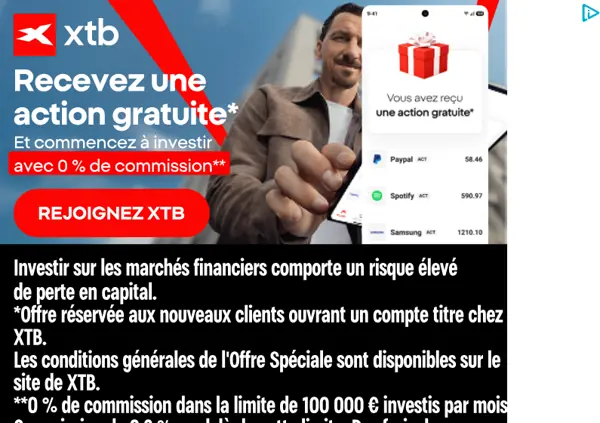 xtb
Recevez une
action gratuite*
Et commencez à investir
avec 0 % de commission**
REJOIGNEZ XTB
9:41
Vous avez reçu
une action gratuite*
Paypal ACT 58.46
Spotify ACT 590.97
Samsung ACT 1210.10
Investir sur les marchés financiers comporte un risque élevé
de perte en capital.
*Offre réservée aux nouveaux clients ouvrant un compte titre chez
XTB.
Les conditions générales de l'Offre Spéciale sont disponibles sur le
site de XTB.
**0 % de commission dans la limite de 100 000 € investis par mois